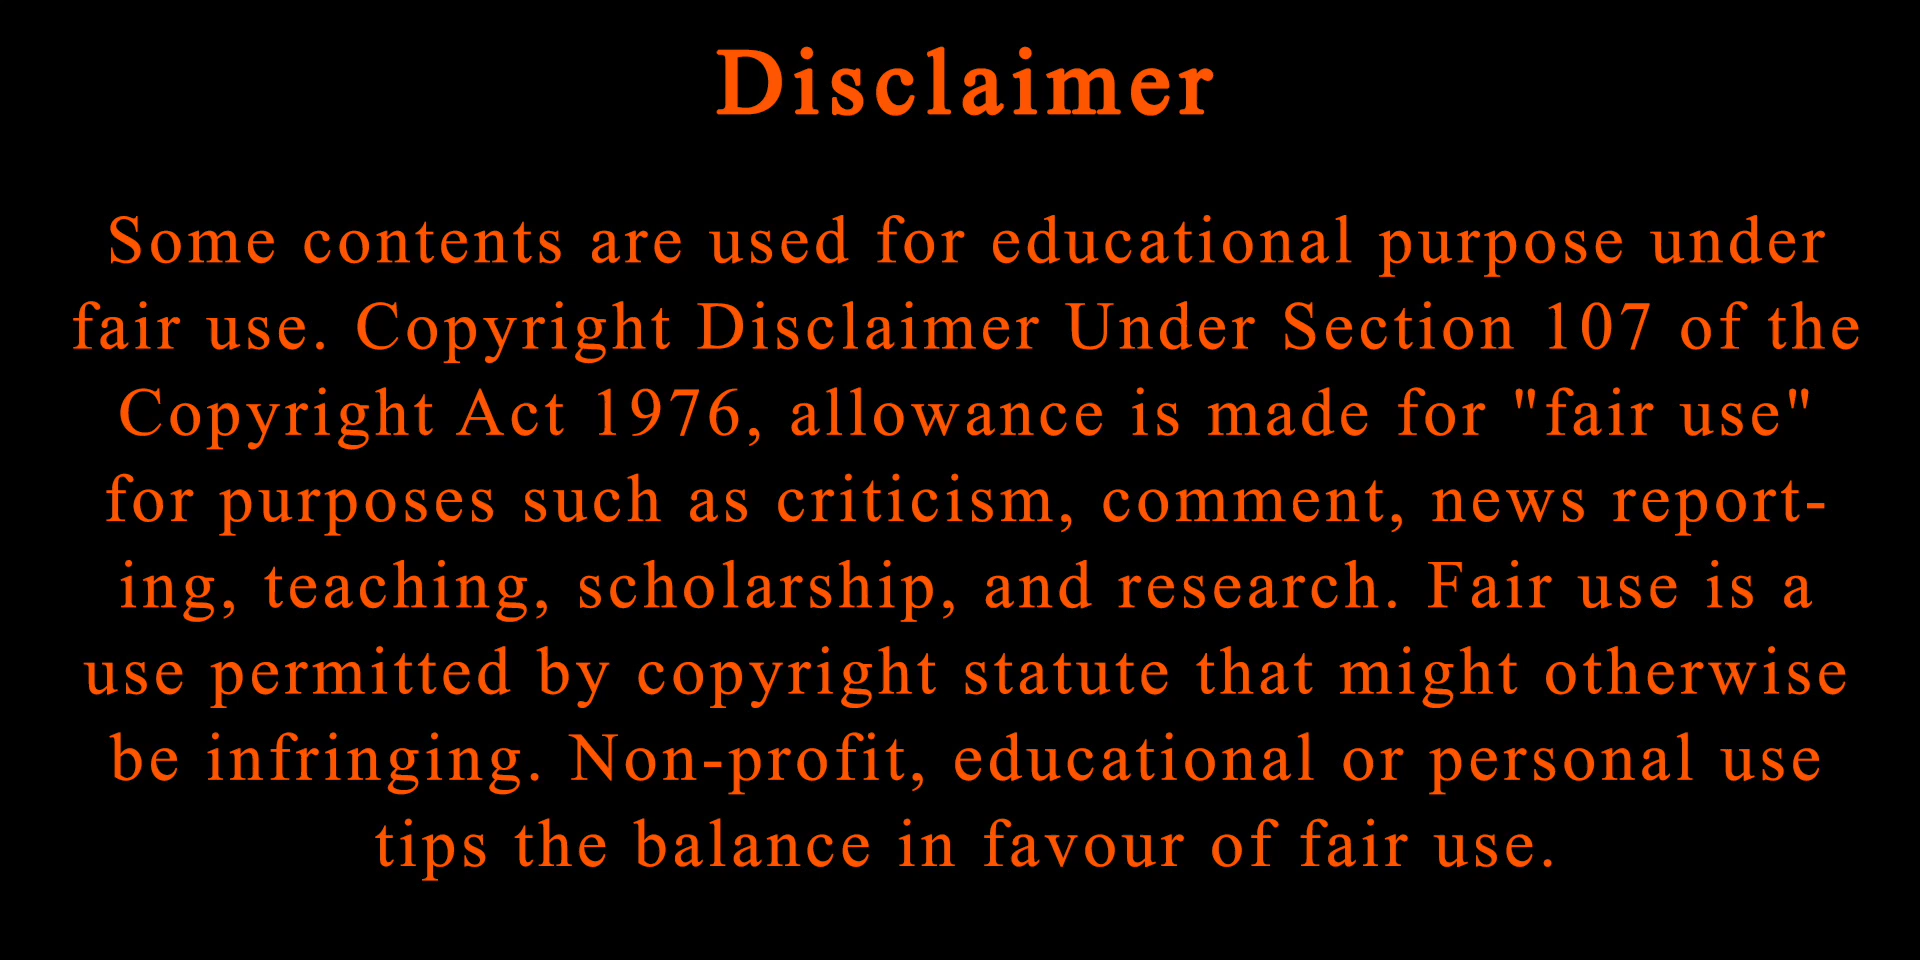 Disclaimer
Some contents are used for educational purpose under
fair use. Copyright Disclaimer Under Section 107 of the
Copyright Act 1976, allowance is made for "fair use"
for purposes such as criticism, comment, news report-
ing, teaching, scholarship, and research. Fair use is a
use permitted by copyright statute that might otherwise
be infringing. Non-profit, educational or personal use
tips the balance in favour of fair use.